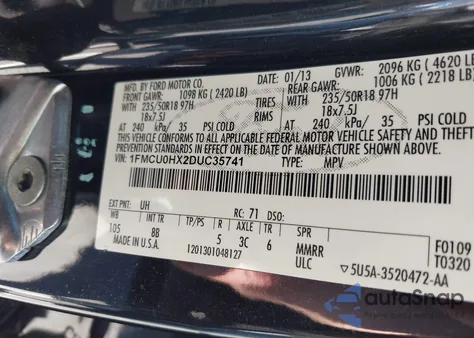 MFD. BY FORD MOTOR CO.
01/13 GVWR: 2096 KG (4620 LB
FRONT GAWR: 1098 KG (2420 LB) REAR GAWR: 1006 KG (2218 LB)
WITH 235/50R18 97H TIRES WITH 235/50R18 97H
18x7.5J RIMS 18x7.5J
AT 240 kPa/ 35 PSI COLD AT 240 kPa/ 35 PSI COLD
THIS VEHICLE CONFORMS TO ALL APPLICABLE FEDERAL MOTOR VEHICLE SAFETY AND THEFT
PREVENTION STANDARDS IN EFFECT ON THE DATE OF MANUFACTURE SHOWN ABOVE.
VIN: 1FMCU0HX2DUC35741 TYPE: MPV
EXT PNT: UH RC: 71 DSO: F0109
WB INT TR TP/PS R AXLE TR SPR T0320
105 8B 5 3C 6 MMRR
MADE IN U.S.A. 1201301048127 ULC 5U5A-3520472-AA
autoSnap